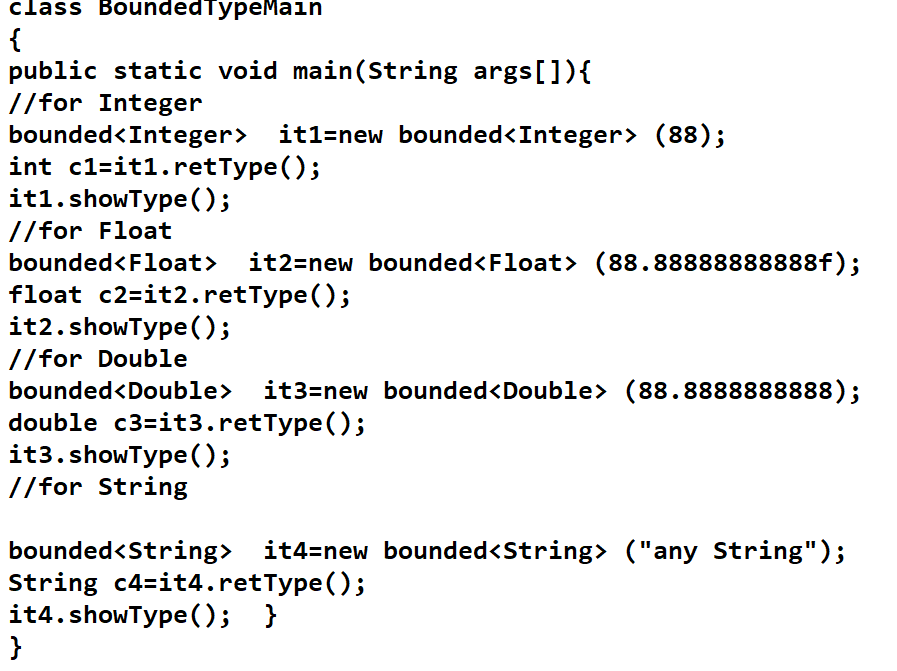 class BoundedTypeMain
{
public static void main(String args[]){
//for Integer
bounded<Integer>  it1=new bounded<Integer> (88);
int c1=it1.retType();
it1.showType();
//for Float
bounded<Float>  it2=new bounded<Float> (88.88888888888f);
float c2=it2.retType();
it2.showType();
//for Double
bounded<Double>  it3=new bounded<Double> (88.8888888888);
double c3=it3.retType();
it3.showType();
//for String
bounded<String>  it4=new bounded<String> ("any String");
String c4=it4.retType();
it4.showType();  }
}